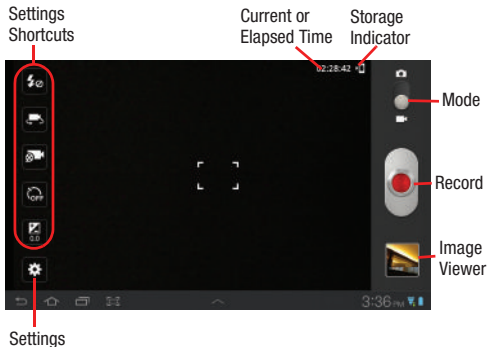 Settings
Shortcuts
Current or
Elapsed Time
Storage
Indicator
02:28:42
Mode
OFF
Record
0.0
Image
Viewer
3:36 PM
Settings